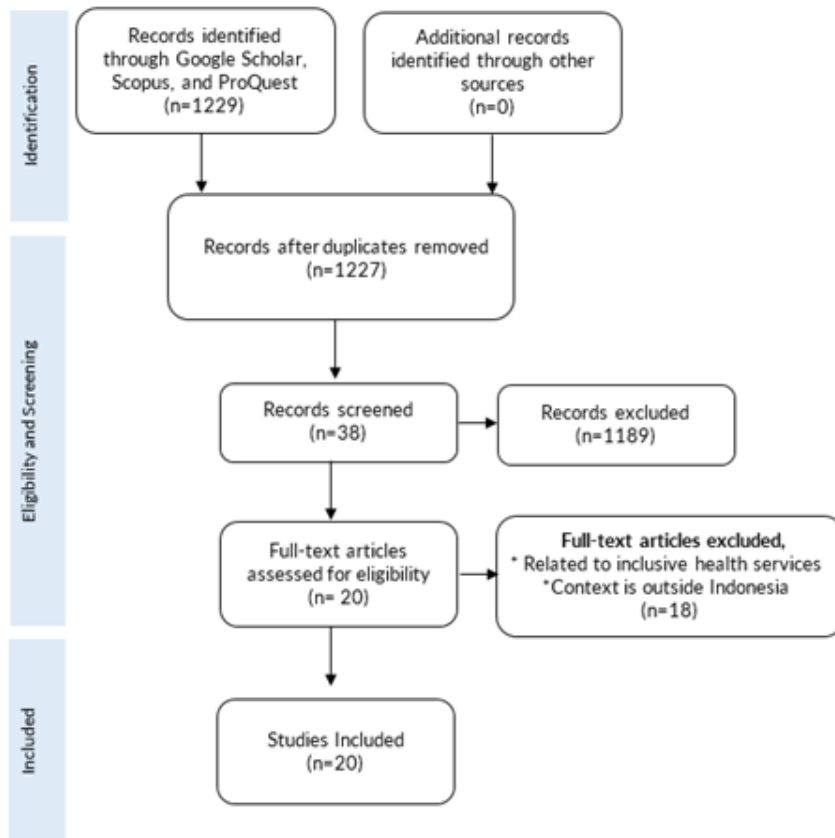 Identification
Records identified
through Google Scholar,
Scopus, and ProQuest
(n=1229)
Additional records
identified through other
sources
(n=0)
Records after duplicates removed
(n=1227)
Eligibility and Screening
Records screened
(n=38)
Records excluded
(n=1189)
Full-text articles
assessed for eligibility
(n= 20)
Full-text articles excluded,
* Related to inclusive health services
*Context is outside Indonesia
(n=18)
Included
Studies Included
(n=20)